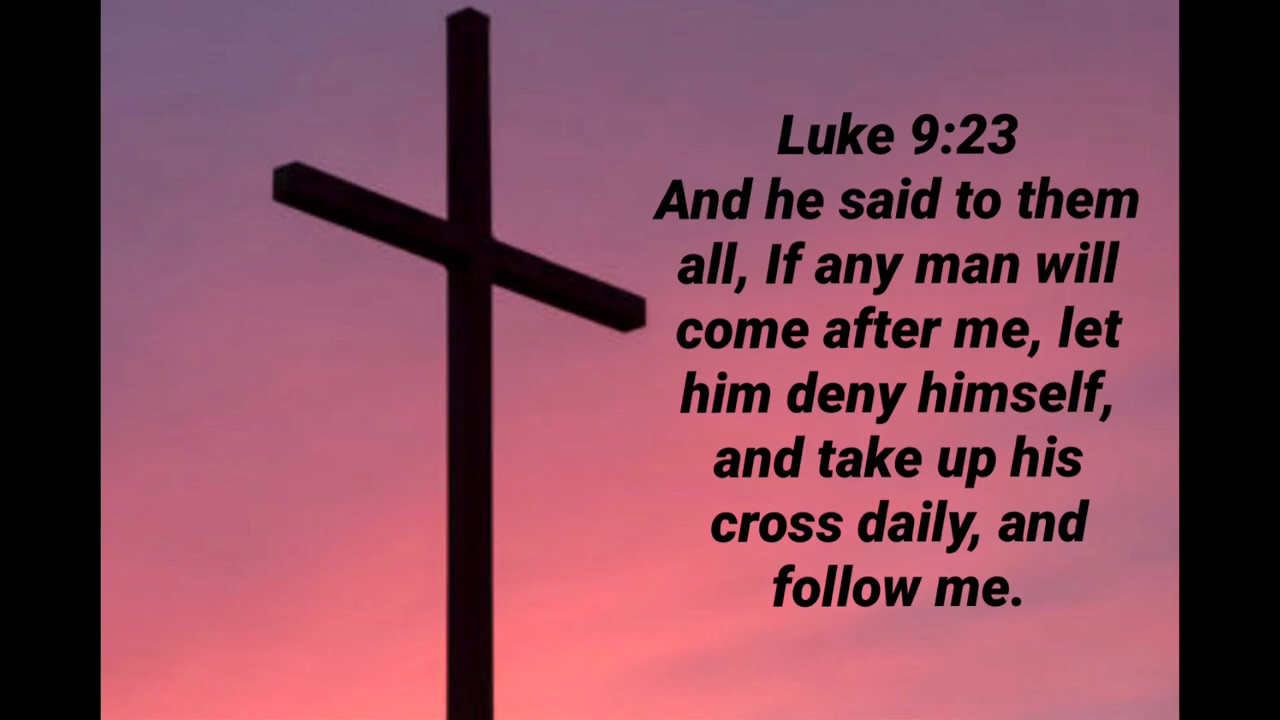 Luke 9:23
And he said to them
all, If any man will
come after me, let
him deny himself,
and take up his
cross daily, and
follow me.